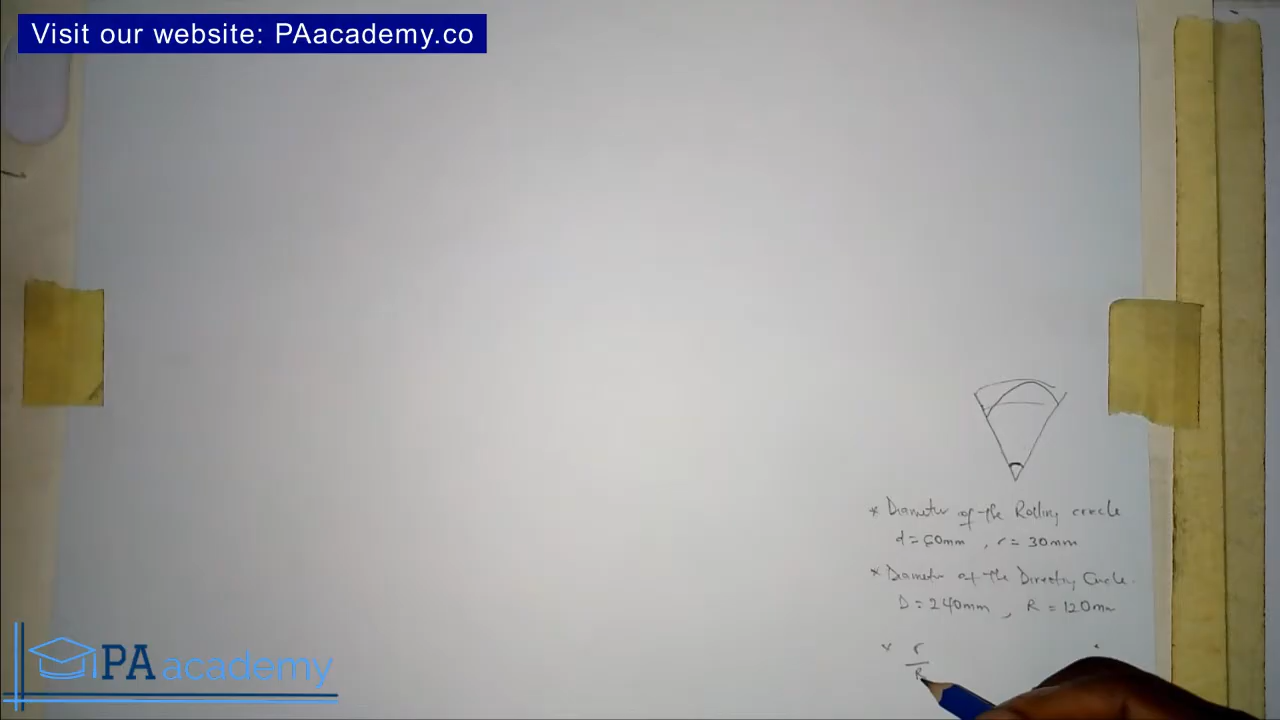 Visit our website: PAacademy.co
* Diameter of the Rolling circle
d = 60mm , r = 30mm
* Diameter of the Directing Circle.
D = 240mm , R = 120mm
* r
R
PA academy